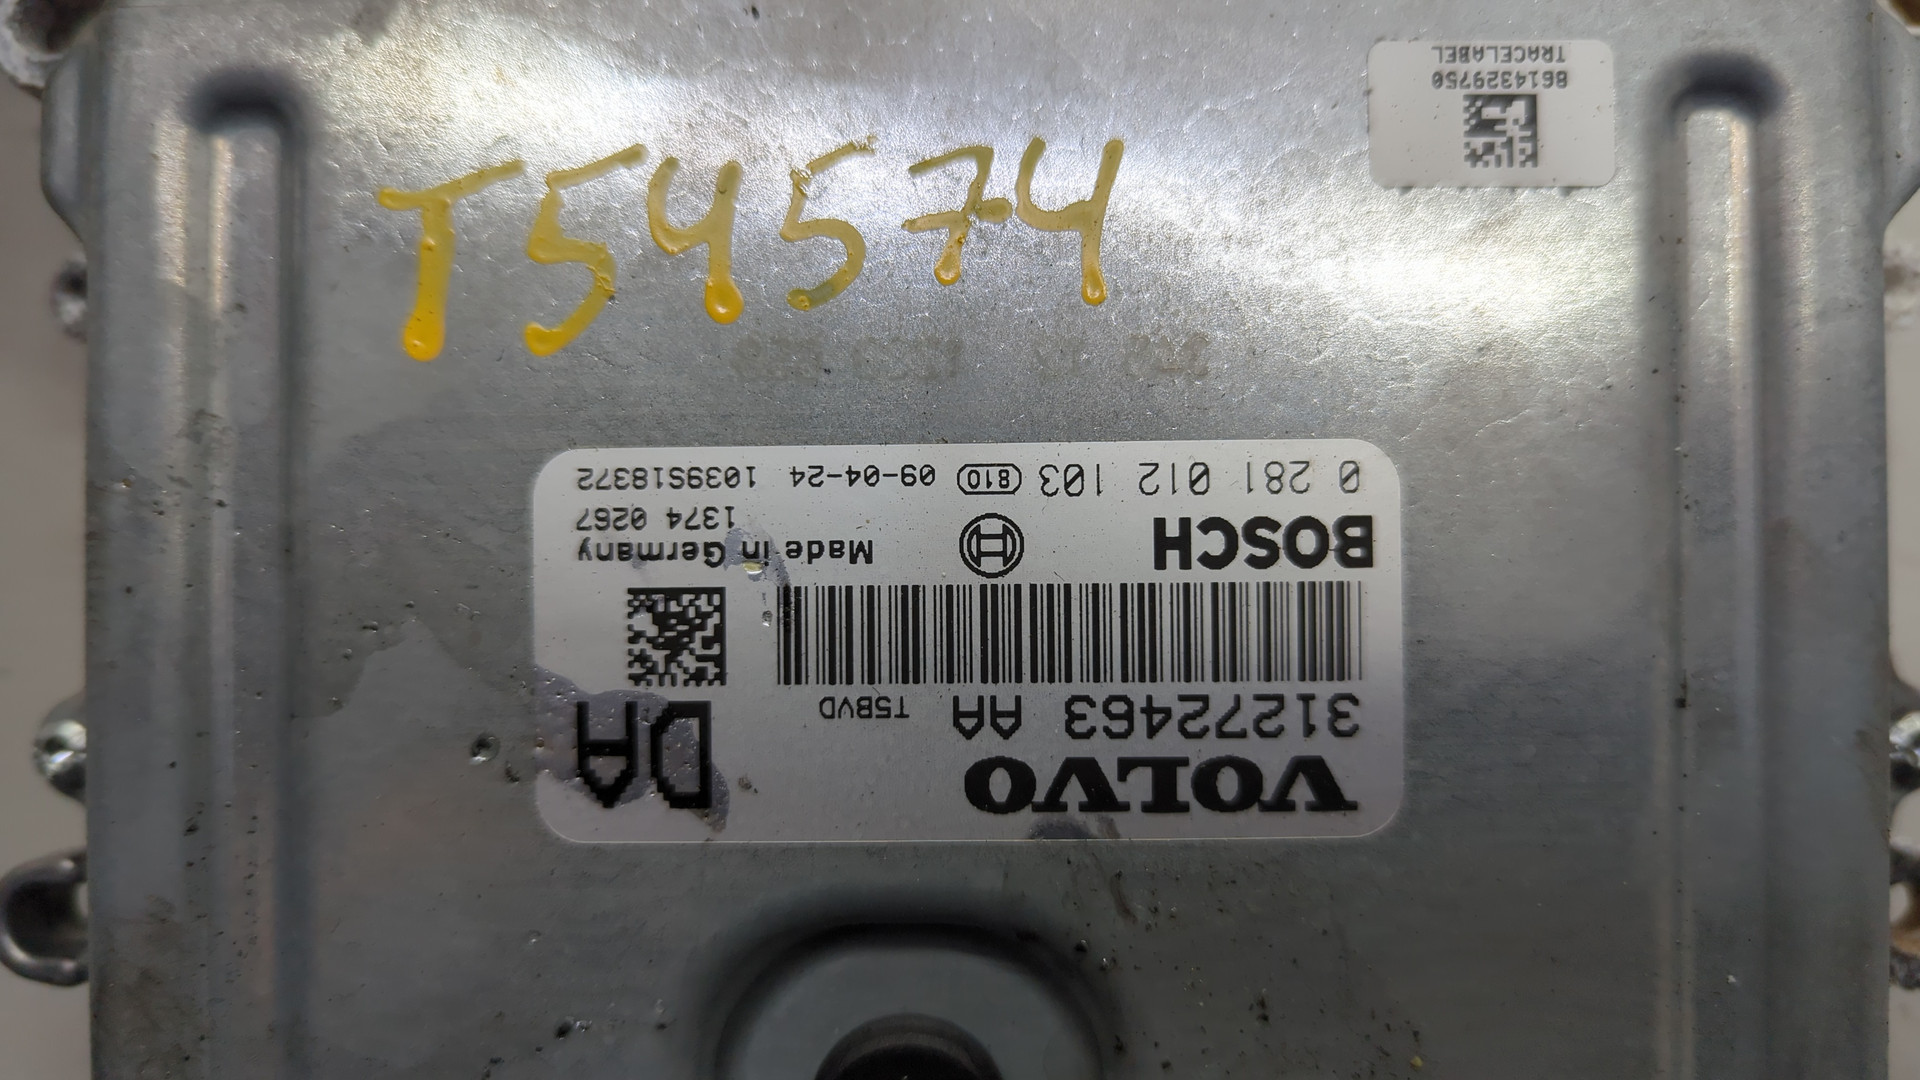 T54574
TRACELABEL
8614329750
VOLVO
31272463 AA T5BVD
DA
BOSCH Made in Germany
1374 0267
0 281 012 103 810 09-04-24 1039S18372